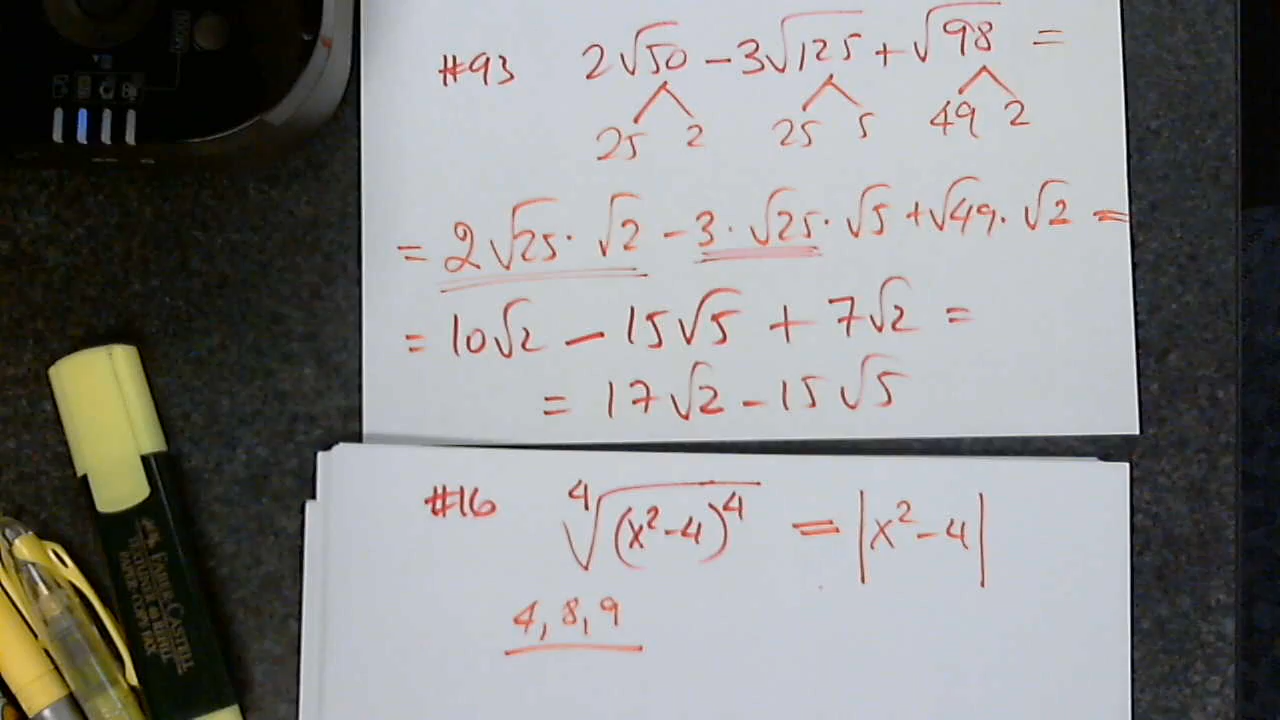 #93 2√50 – 3√125 + √98 =
25 2 25 5 49 2
= 2√25 · √2 – 3 · √25 · √5 + √49 · √2 =
= 10√2 – 15√5 + 7√2 =
= 17√2 – 15√5
#16 ⁴√(x²-4)⁴ = |x²-4|
4, 8, 9
FABER-CASTELL